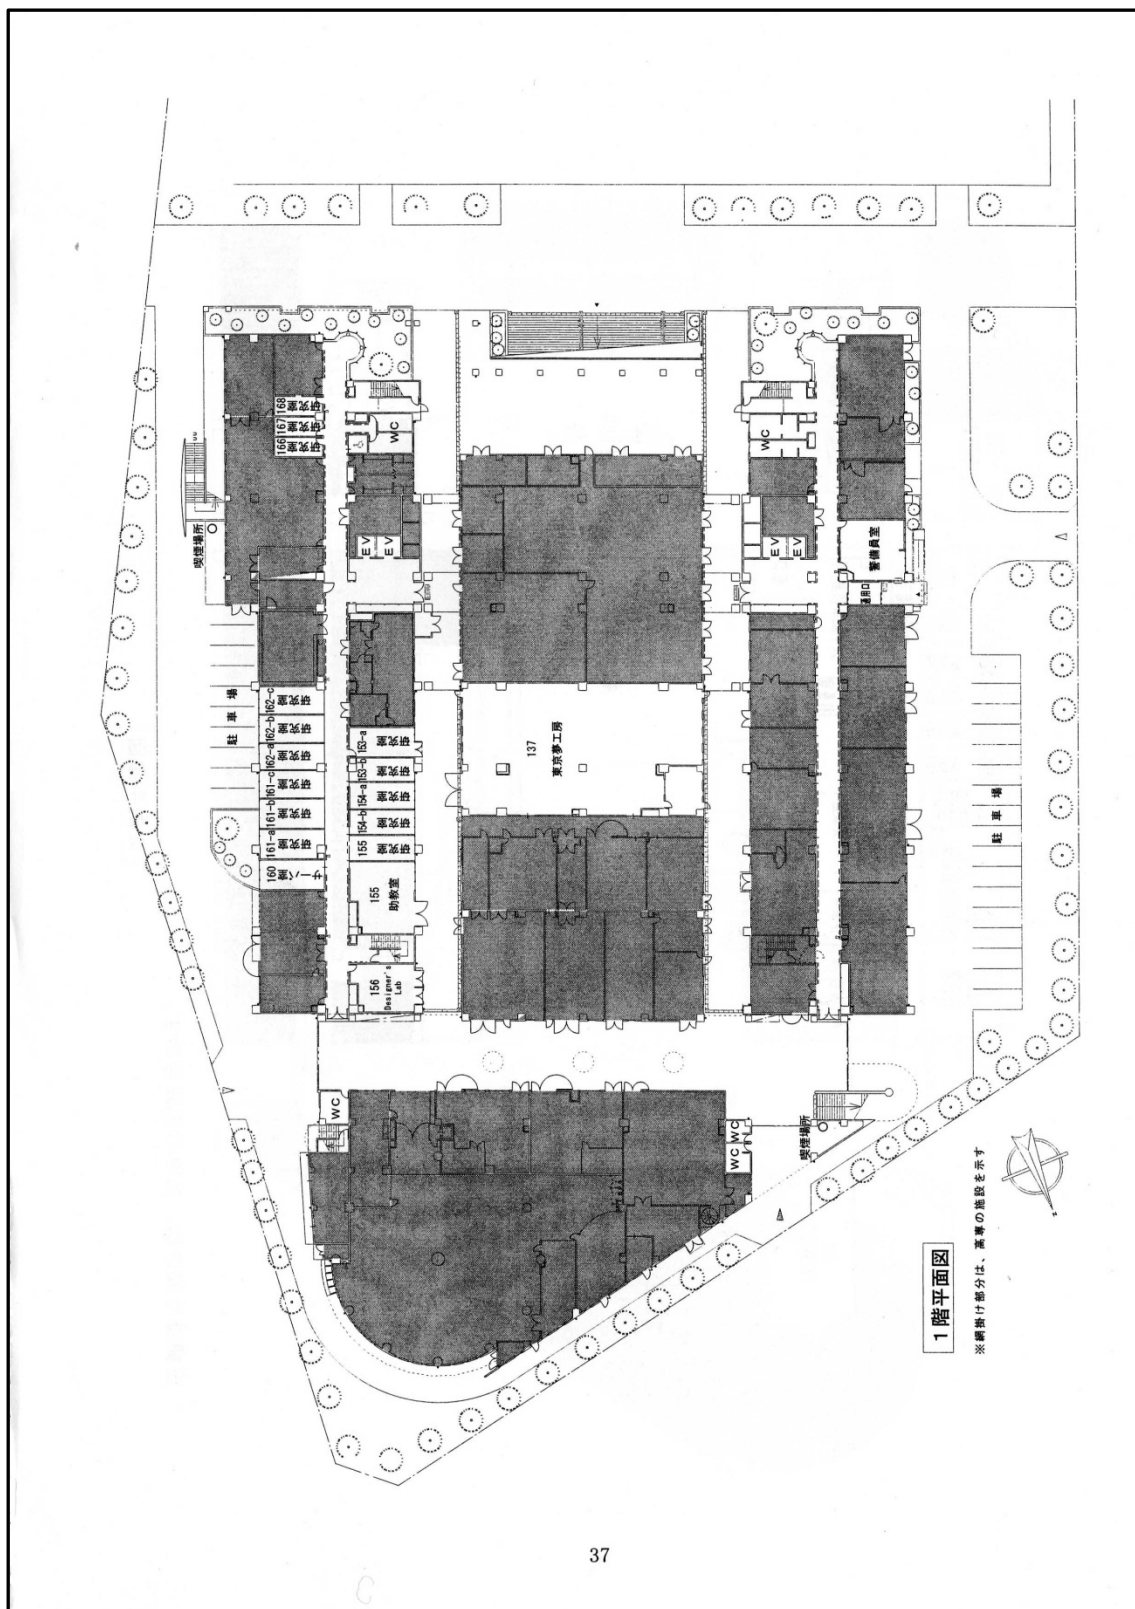 1階平面図
※網掛け部分は、高専の施設を示す
喫煙場所
168
研究室
167
研究室
166
研究室
WC
EV
EV
WC
EV
EV
警備員室
通用口
駐車場
162-c
研究室
162-b
研究室
162-a
研究室
161-c
研究室
161-b
研究室
161-a
研究室
160
サーバ室
153-a
研究室
153-b
研究室
154-a
研究室
154-b
研究室
155
研究室
155
助教室
156
Designer's
Lab
137
東京夢工房
駐車場
WC
WC
WC
喫煙場所
37